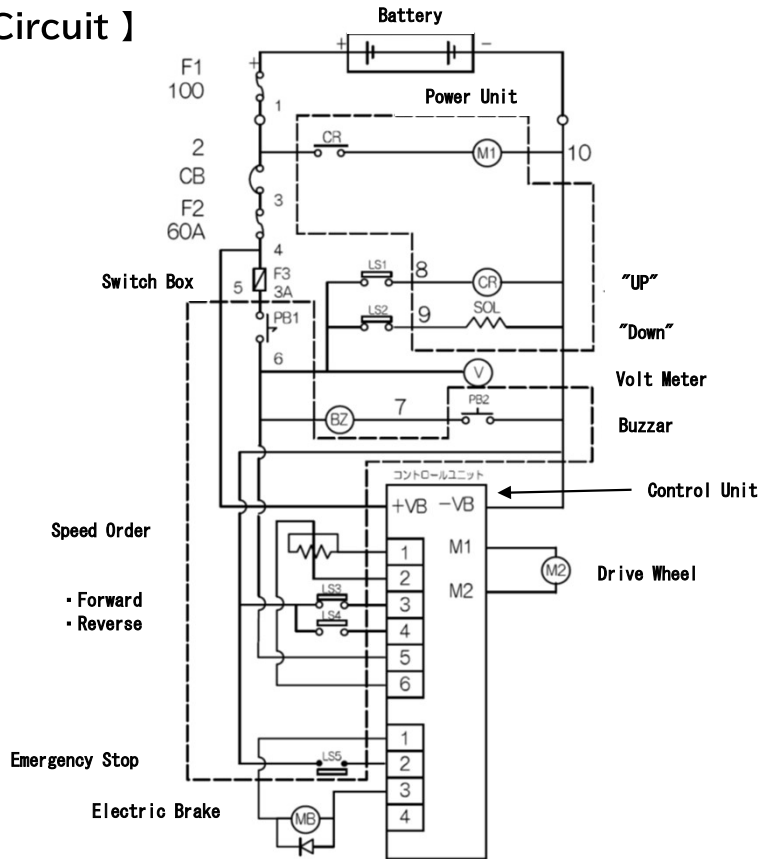 Circuit 】
Battery
+ -
F1
100
+
1
Power Unit
2
CR
M1
10
CB
3
F2
60A
4
Switch Box
5
F3
3A
LS1
8
CR
"UP"
PB1
LS2
9
SOL
"Down"
6
V
Volt Meter
BZ
7
PB2
Buzzar
コントロールユニット
+VB
-VB
Control Unit
Speed Order
1
M1
2
M2
M2
Drive Wheel
・Forward
LS3
3
・Reverse
LS4
4
5
6
1
Emergency Stop
LS5
2
3
Electric Brake
MB
4